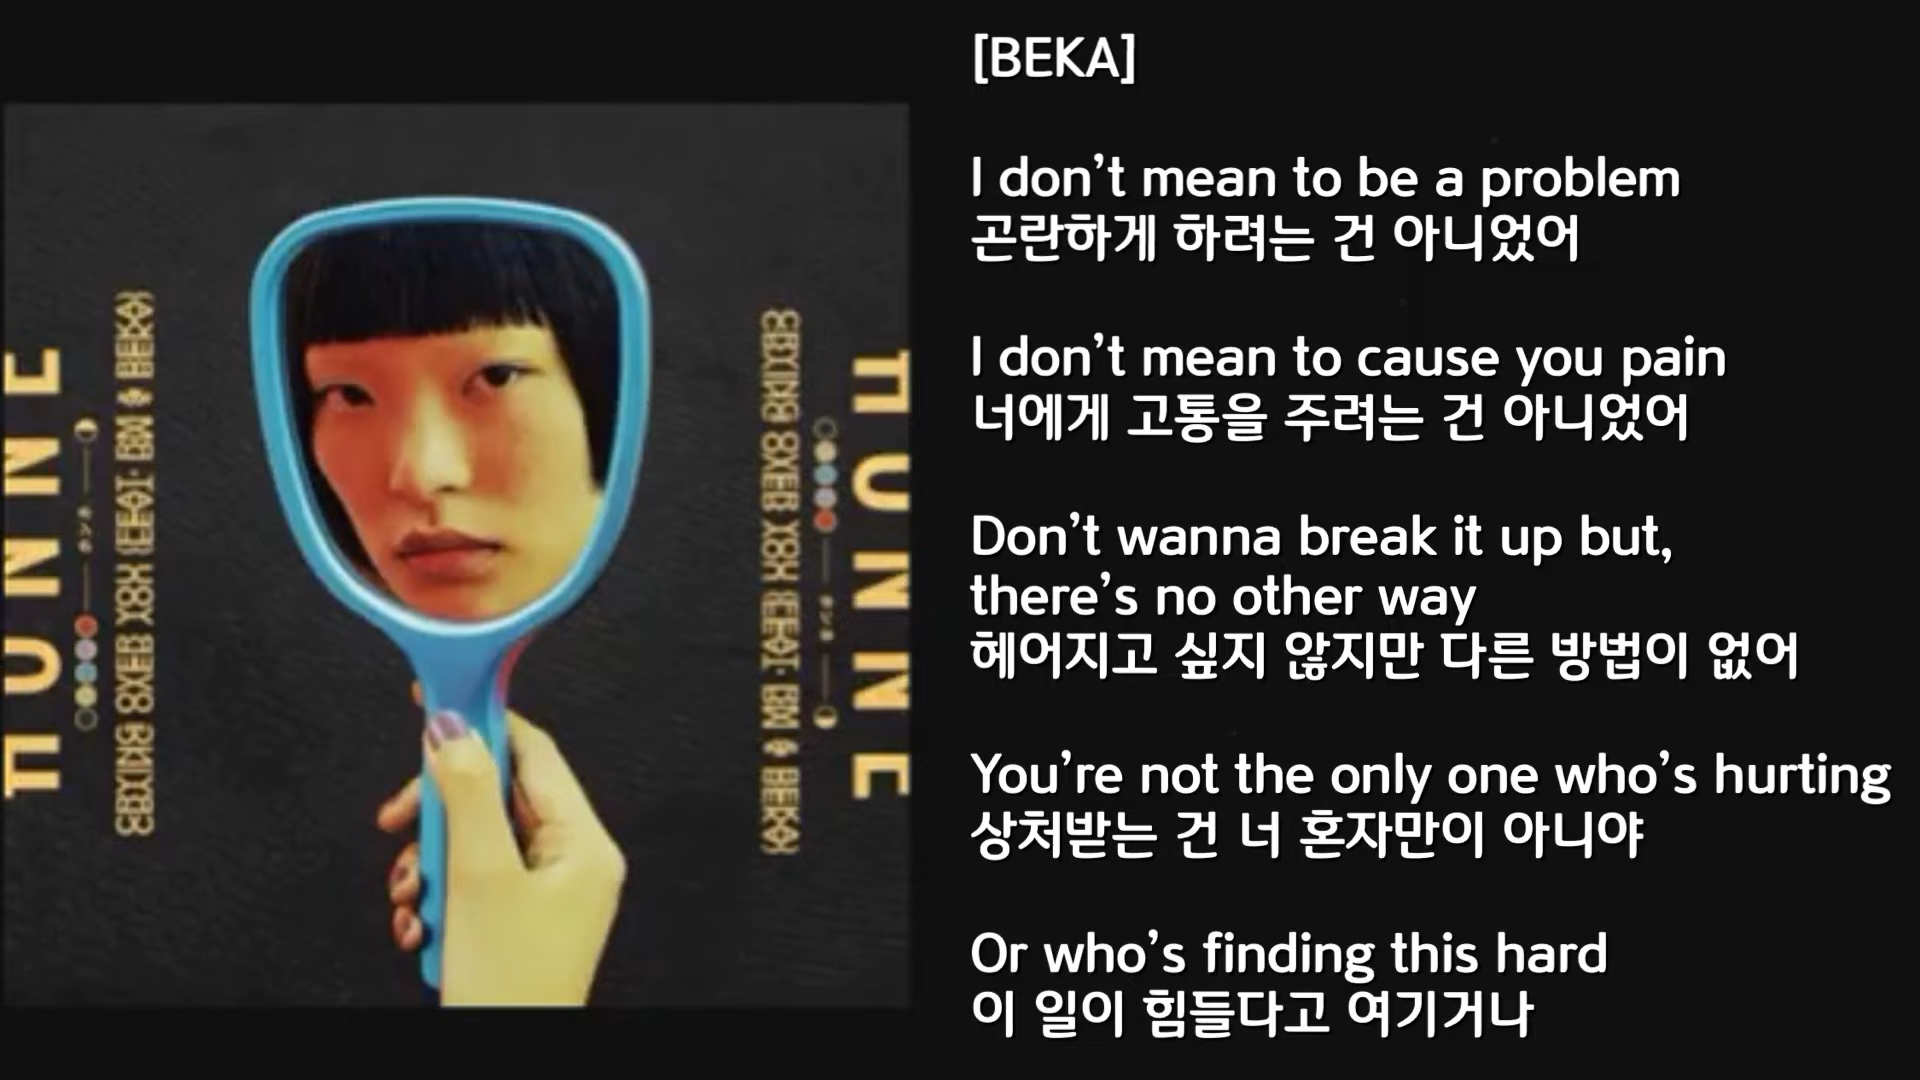 [BEKA]
I don't mean to be a problem
곤란하게 하려는 건 아니었어
I don't mean to cause you pain
너에게 고통을 주려는 건 아니었어
Don't wanna break it up but,
there's no other way
헤어지고 싶지 않지만 다른 방법이 없어
You're not the only one who's hurting
상처받는 건 너 혼자만이 아니야
Or who's finding this hard
이 일이 힘들다고 여기거나